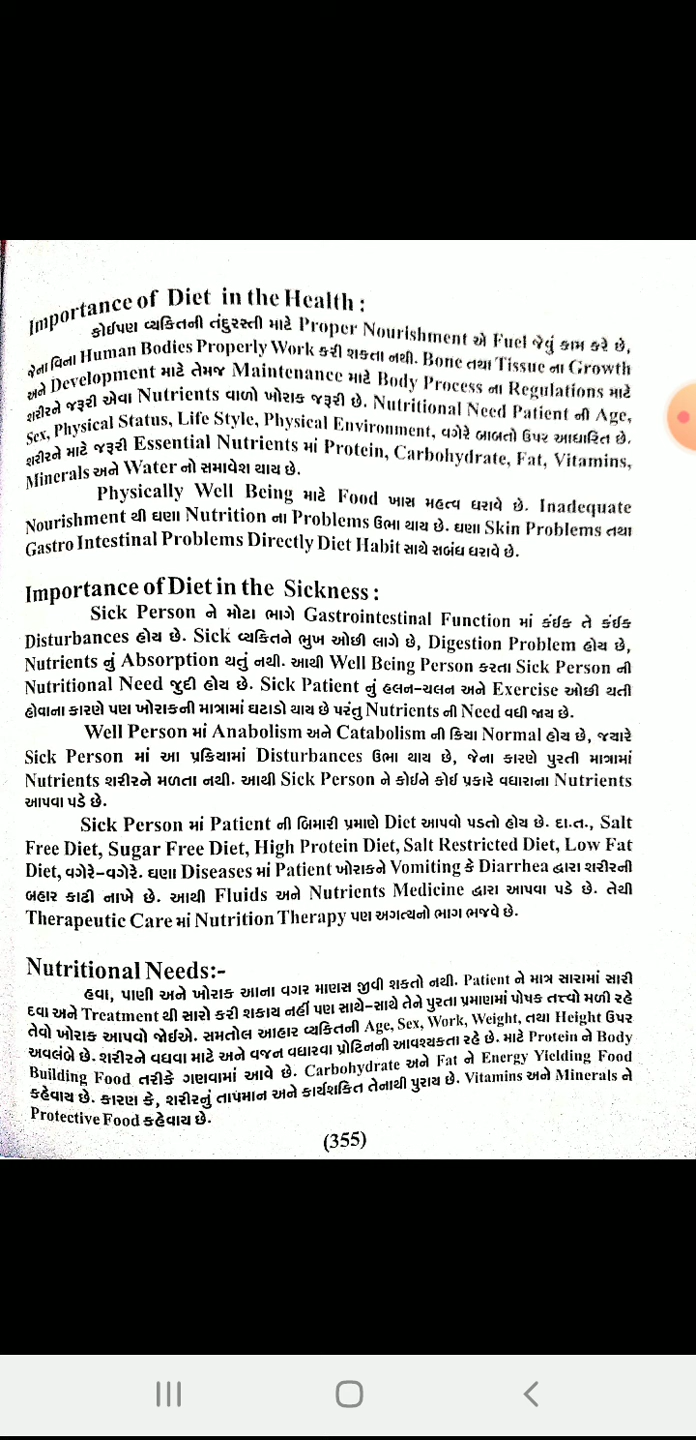 Importance of Diet in the Health :
કોઈપણ વ્યકિતની તંદુરસ્તી માટે Proper Nourishment એ Fuel જેવું કામ કરે છે,
જેના વિના Human Bodies Properly Work કરી શકતા નથી. Bone તથા Tissue ના Growth
અને Development માટે તેમજ Maintenance માટે Body Process ના Regulations માટે
શરીરને જરૂરી એવા Nutrients વાળો ખોરાક જરૂરી છે. Nutritional Need Patient ની Age,
Sex, Physical Status, Life Style, Physical Environment, વગેરે બાબતો ઉપર આધારિત છે.
શરીરને માટે જરૂરી Essential Nutrients માં Protein, Carbohydrate, Fat, Vitamins,
Minerals અને Water નો સમાવેશ થાય છે.
Physically Well Being માટે Food ખાસ મહત્વ ધરાવે છે. Inadequate
Nourishment થી ઘણા Nutrition ના Problems ઉભા થાય છે. ઘણા Skin Problems તથા
Gastro Intestinal Problems Directly Diet Habit સાથે સબંધ ધરાવે છે.
Importance of Diet in the Sickness :
Sick Person ને મોટા ભાગે Gastrointestinal Function માં કંઈક તે કંઈક
Disturbances હોય છે. Sick વ્યકિતને ભુખ ઓછી લાગે છે, Digestion Problem હોય છે,
Nutrients નું Absorption થતું નથી. આથી Well Being Person કરતા Sick Person ની
Nutritional Need જુદી હોય છે. Sick Patient નું હલન-ચલન અને Exercise ઓછી થતી
હોવાના કારણે પણ ખોરાકની માત્રામાં ઘટાડો થાય છે પરંતુ Nutrients ની Need વધી જાય છે.
Well Person માં Anabolism અને Catabolism ની ક્રિયા Normal હોય છે, જયારે
Sick Person માં આ પ્રક્રિયામાં Disturbances ઉભા થાય છે, જેના કારણે પુરતી માત્રામાં
Nutrients શરીરને મળતા નથી. આથી Sick Person ને કોઈને કોઈ પ્રકારે વધારાના Nutrients
આપવા પડે છે.
Sick Person માં Patient ની બિમારી પ્રમાણે Diet આપવો પડતો હોય છે. દા.ત., Salt
Free Diet, Sugar Free Diet, High Protein Diet, Salt Restricted Diet, Low Fat
Diet, વગેરે-વગેરે. ઘણા Diseases માં Patient ખોરાકને Vomiting કે Diarrhea દ્વારા શરીરની
બહાર કાઢી નાખે છે. આથી Fluids અને Nutrients Medicine દ્વારા આપવા પડે છે. તેથી
Therapeutic Care માં Nutrition Therapy પણ અગત્યનો ભાગ ભજવે છે.
Nutritional Needs:-
હવા, પાણી અને ખોરાક આના વગર માણસ જીવી શકતો નથી. Patient ને માત્ર સારામાં સારી
દવા અને Treatment થી સારો કરી શકાય નહીં પણ સાથે-સાથે તેને પુરતા પ્રમાણમાં પોષક તત્ત્વો મળી રહે
તેવો ખોરાક આપવો જોઈએ. સમતોલ આહાર વ્યકિતની Age, Sex, Work, Weight, તથા Height ઉપર
અવલંબે છે. શરીરને વધવા માટે અને વજન વધારવા પ્રોટિનની આવશ્યકતા રહે છે. માટે Protein ને Body
Building Food તરીકે ગણવામાં આવે છે. Carbohydrate અને Fat ને Energy Yielding Food
કહેવાય છે. કારણ કે, શરીરનું તાપમાન અને કાર્યશકિત તેનાથી પુરાય છે. Vitamins અને Minerals ને
Protective Food કહેવાય છે.
(355)